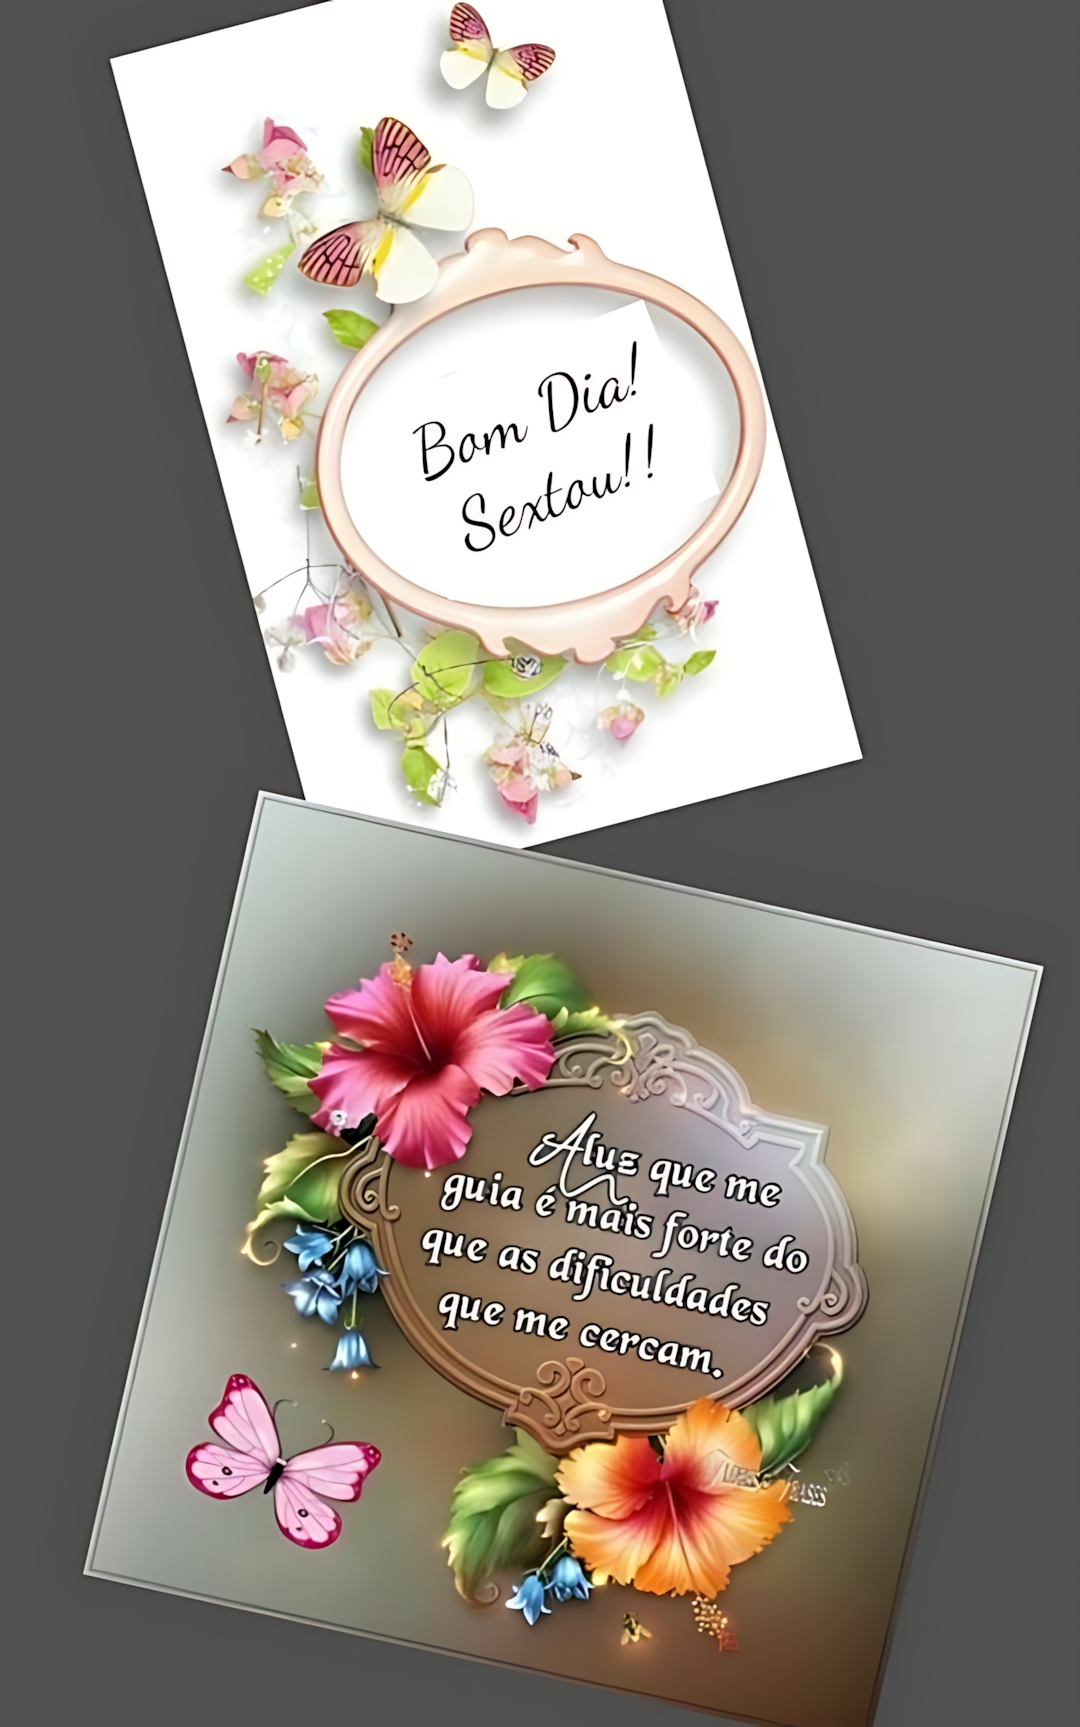 Bom Dia!
Sextou!!
A luz que me
guia é mais forte do
que as dificuldades
que me cercam.